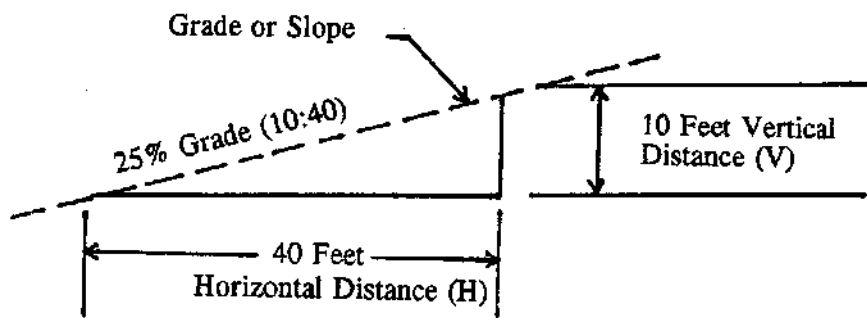 Grade or Slope
25% Grade (10:40)
10 Feet Vertical
Distance (V)
40 Feet
Horizontal Distance (H)